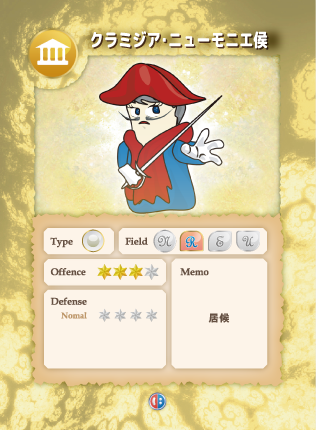 クラミジア・ニューモニエ侯
Type
Field N R E U
Offence
Memo
居候
Defense
Nomal